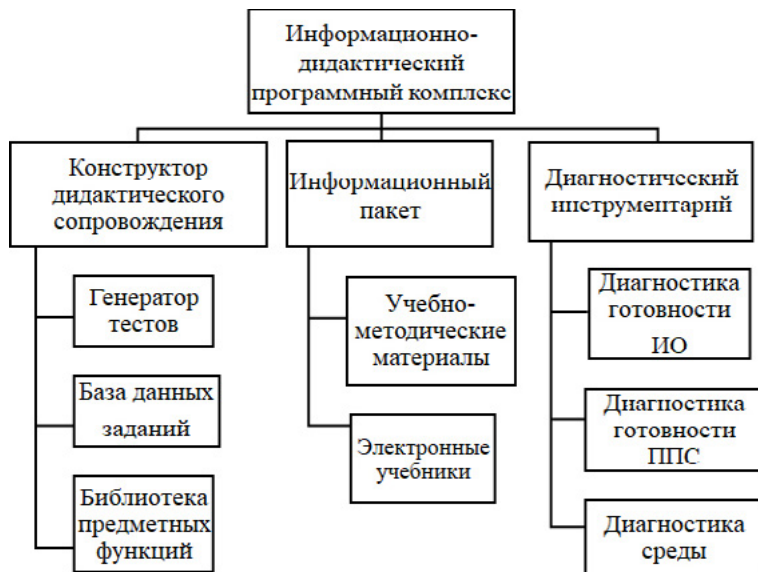 Информационно-
дидактический
программный комплекс
Конструктор
дидактического
сопровождения
Генератор
тестов
База данных
заданий
Библиотека
предметных
функций
Информационный
пакет
Учебно-
методические
материалы
Электронные
учебники
Диагностический
инструментарий
Диагностика
готовности
ИО
Диагностика
готовности
ППС
Диагностика
среды